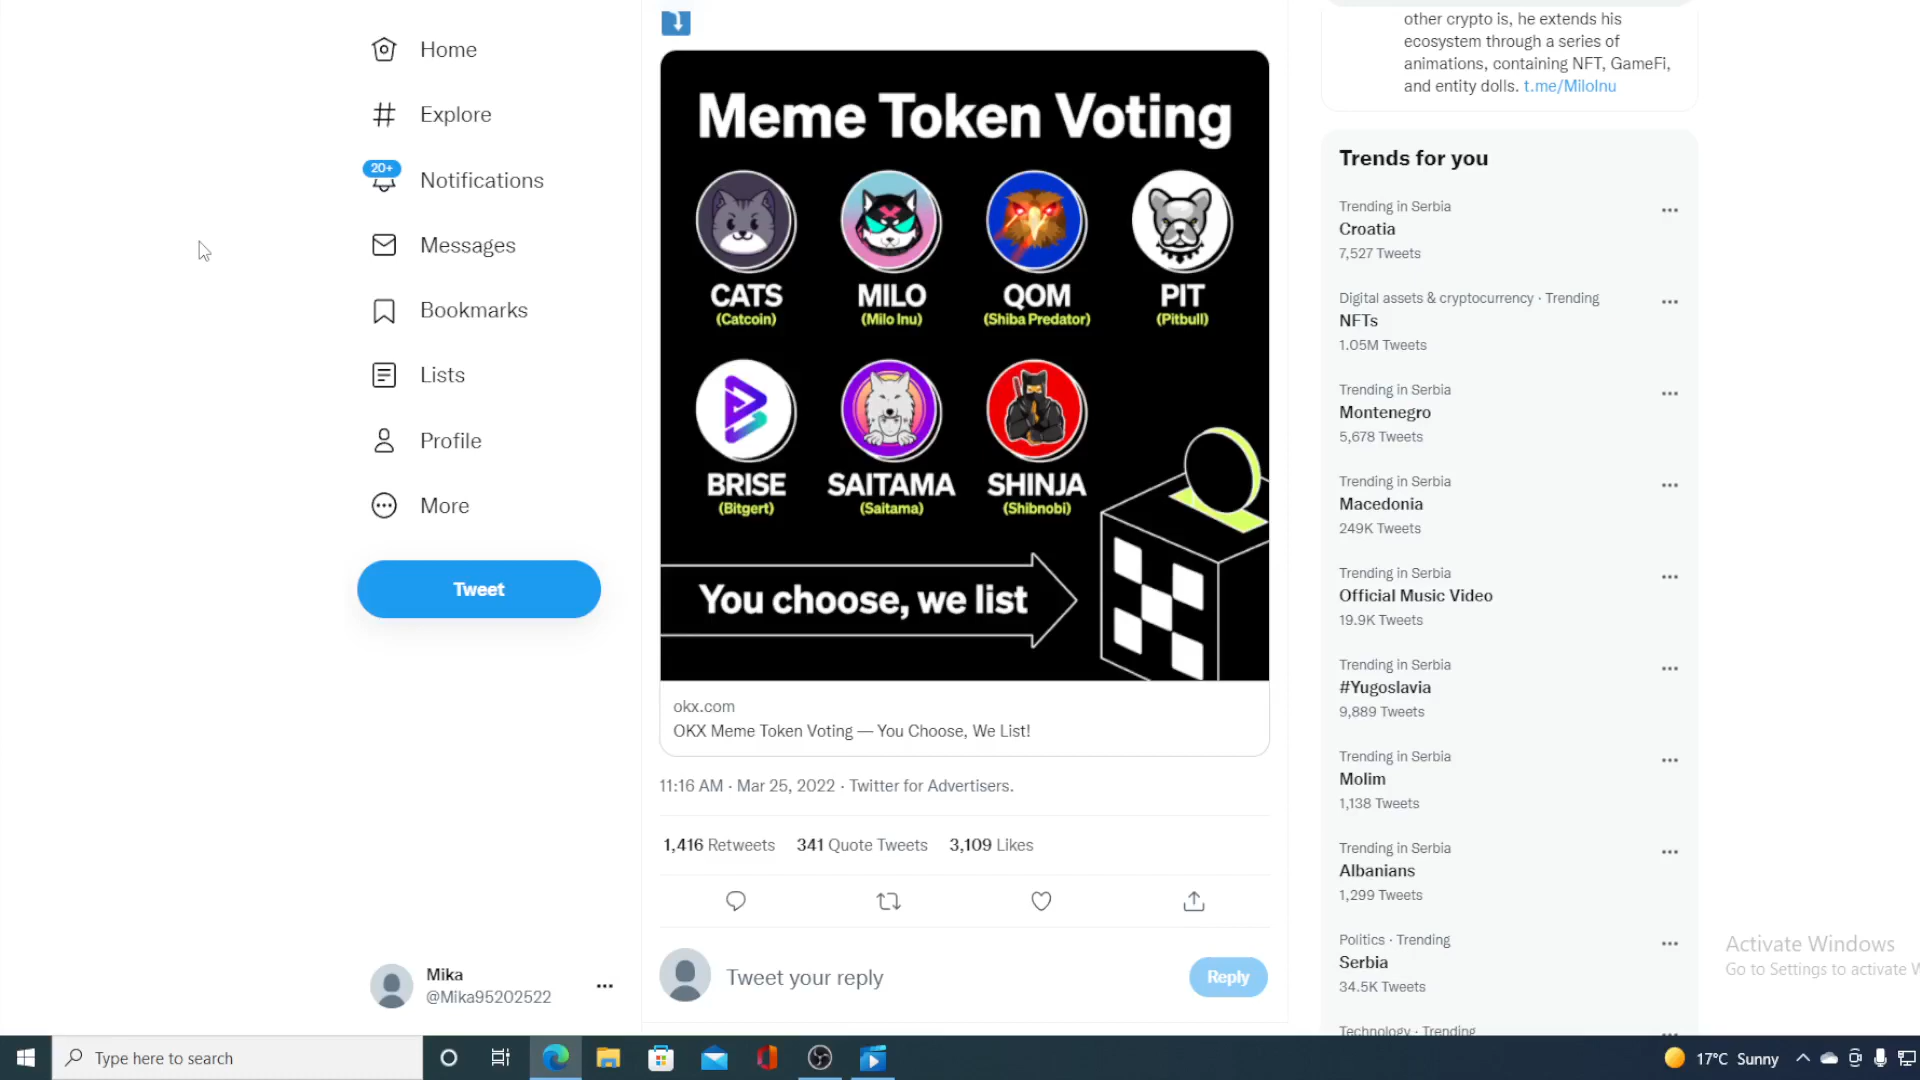 Home
Explore
20+
Notifications
Messages
Bookmarks
Lists
Profile
More
Tweet
Mika
@Mika95202522
Meme Token Voting
CATS
(Catcoin)
MILO
(Milo Inu)
QOM
(Shiba Predator)
PIT
(Pitbull)
BRISE
(Bitgert)
SAITAMA
(Saitama)
SHINJA
(Shibnobi)
You choose, we list
okx.com
OKX Meme Token Voting — You Choose, We List!
11:16 AM · Mar 25, 2022 · Twitter for Advertisers.
1,416 Retweets 341 Quote Tweets 3,109 Likes
Tweet your reply
Reply
other crypto is, he extends his
ecosystem through a series of
animations, containing NFT, GameFi,
and entity dolls. t.me/MiloInu
Trends for you
Trending in Serbia
Croatia
7,527 Tweets
Digital assets & cryptocurrency · Trending
NFTs
1.05M Tweets
Trending in Serbia
Montenegro
5,678 Tweets
Trending in Serbia
Macedonia
249K Tweets
Trending in Serbia
Official Music Video
19.9K Tweets
Trending in Serbia
#Yugoslavia
9,889 Tweets
Trending in Serbia
Molim
1,138 Tweets
Trending in Serbia
Albanians
1,299 Tweets
Politics · Trending
Serbia
34.5K Tweets
Technology · Trending
Activate Windows
Go to Settings to activate W
Type here to search
17°C Sunny